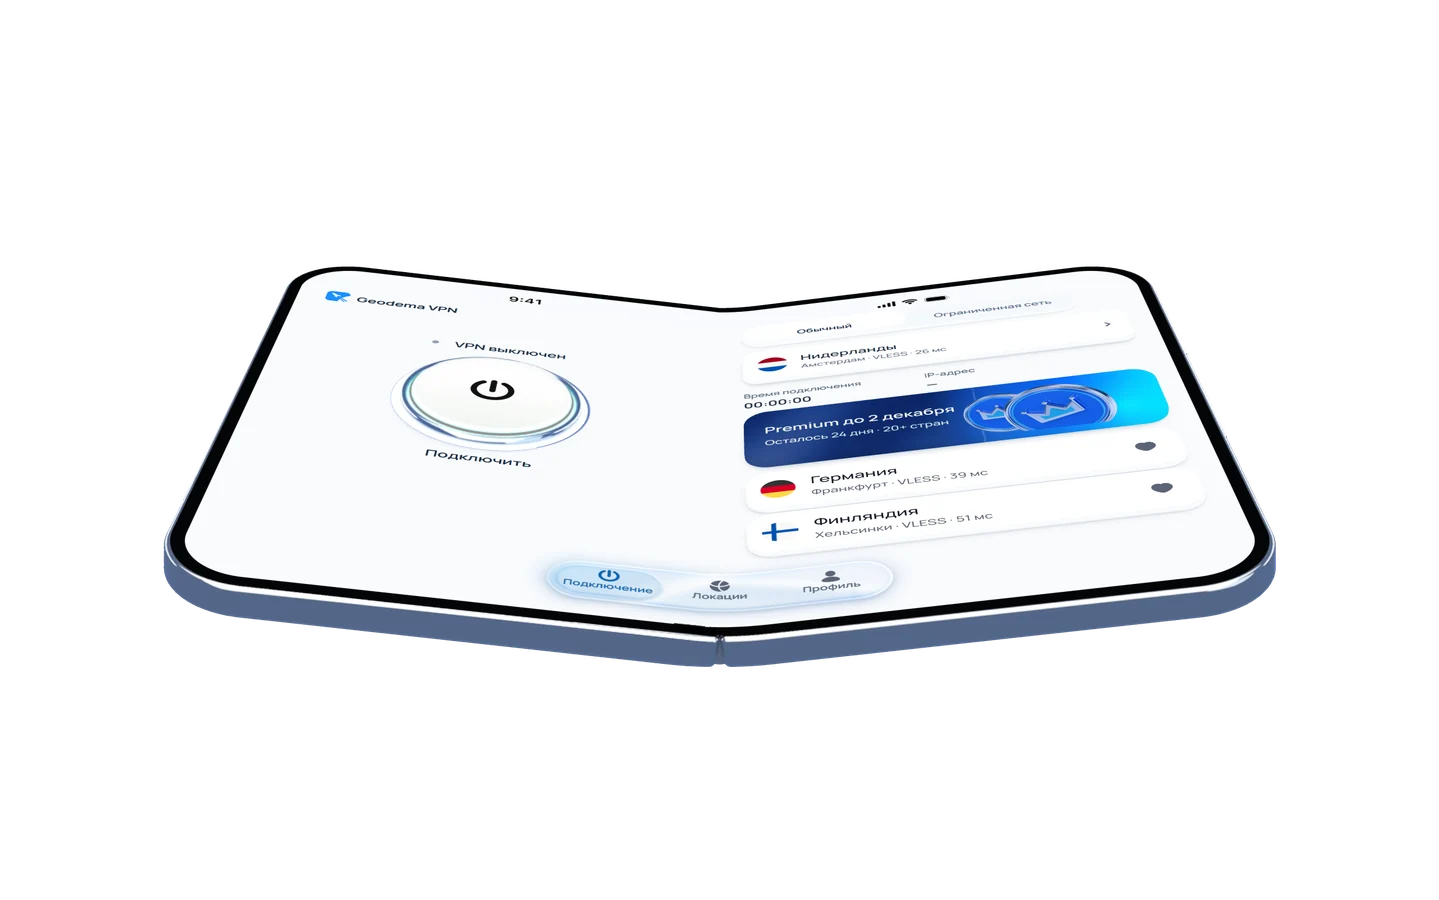 Geodema VPN
9:41
VPN выключен
Подключить
Обычный
Ограниченная сеть
Нидерланды
Амстердам · VLESS · 26 мс
Время подключения
00:00:00
IP-адрес
—
Premium до 2 декабря
Осталось 24 дня · 20+ стран
Германия
Франкфурт · VLESS · 39 мс
Финляндия
Хельсинки · VLESS · 51 мс
Подключение
Локации
Профиль